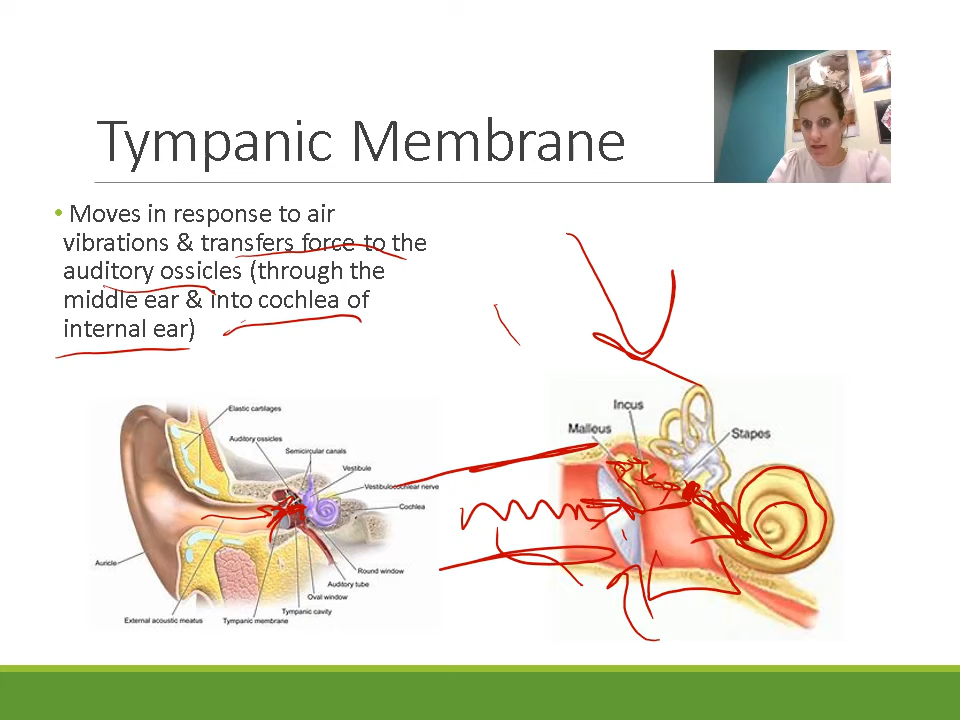 Tympanic Membrane
• Moves in response to air
vibrations & transfers force to the
auditory ossicles (through the
middle ear & into cochlea of
internal ear)
Elastic cartilages
Auditory ossicles
Semicircular canals
Vestibule
Vestibulocochlear nerve
Cochlea
Auricle
Round window
Auditory tube
Oval window
Tympanic cavity
External acoustic meatus
Tympanic membrane
Incus
Malleus
Stapes